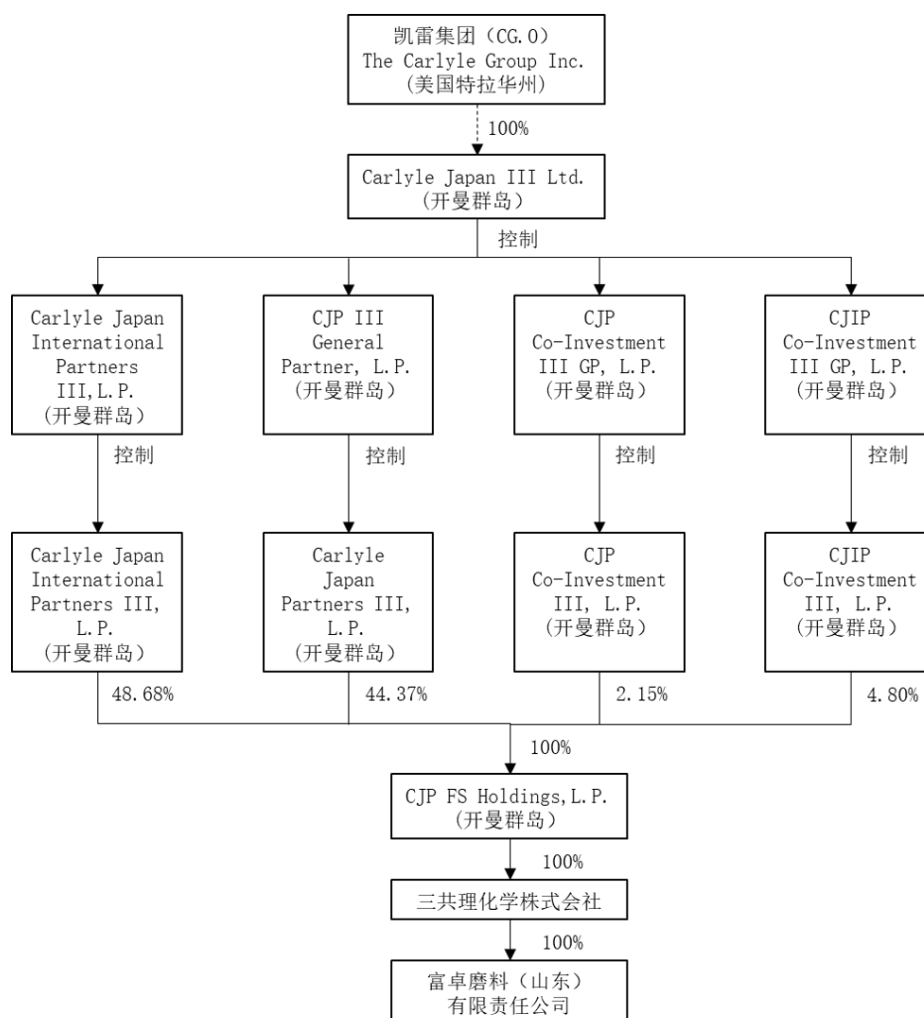 凯雷集团（CG.O）
The Carlyle Group Inc.
(美国特拉华州)
100%
Carlyle Japan III Ltd.
(开曼群岛）
控制
Carlyle Japan
International
Partners
III,L.P.
(开曼群岛）
CJP III
General
Partner, L.P.
(开曼群岛）
CJP
Co-Investment
III GP, L.P.
(开曼群岛）
CJIP
Co-Investment
III GP, L.P.
(开曼群岛）
控制
控制
控制
控制
Carlyle Japan
International
Partners III,
L.P.
(开曼群岛）
Carlyle
Japan
Partners III,
L.P.
(开曼群岛）
CJP
Co-Investment
III, L.P.
(开曼群岛）
CJIP
Co-Investment
III, L.P.
(开曼群岛）
48.68%
44.37%
2.15%
4.80%
100%
CJP FS Holdings,L.P.
(开曼群岛）
100%
三共理化学株式会社
100%
富卓磨料（山东）
有限责任公司